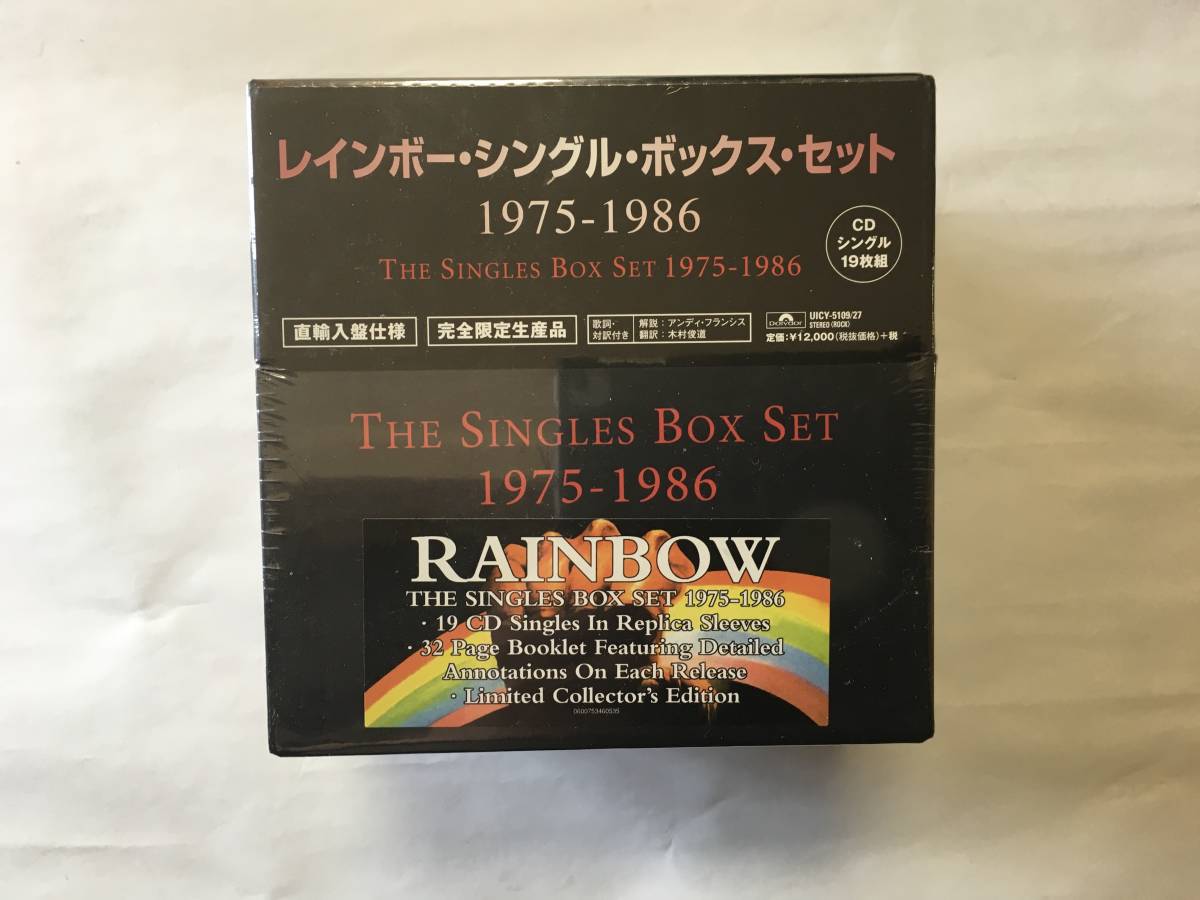 レインボー・シングル・ボックス・セット
1975-1986
THE SINGLES BOX SET 1975-1986
CD
シングル
19枚組
直輸入盤仕様
完全限定生産品
歌詞・
対訳付き
解説：アンディ・フランシス
翻訳：木村俊道
Polydor
UICY-5109/27
STEREO (ROCK)
定価：¥12,000(税抜価格)+税
THE SINGLES BOX SET
1975-1986
RAINBOW
THE SINGLES BOX SET 1975-1986
· 19 CD Singles In Replica Sleeves
· 32 Page Booklet Featuring Detailed
Annotations On Each Release
· Limited Collector's Edition
0600753460535